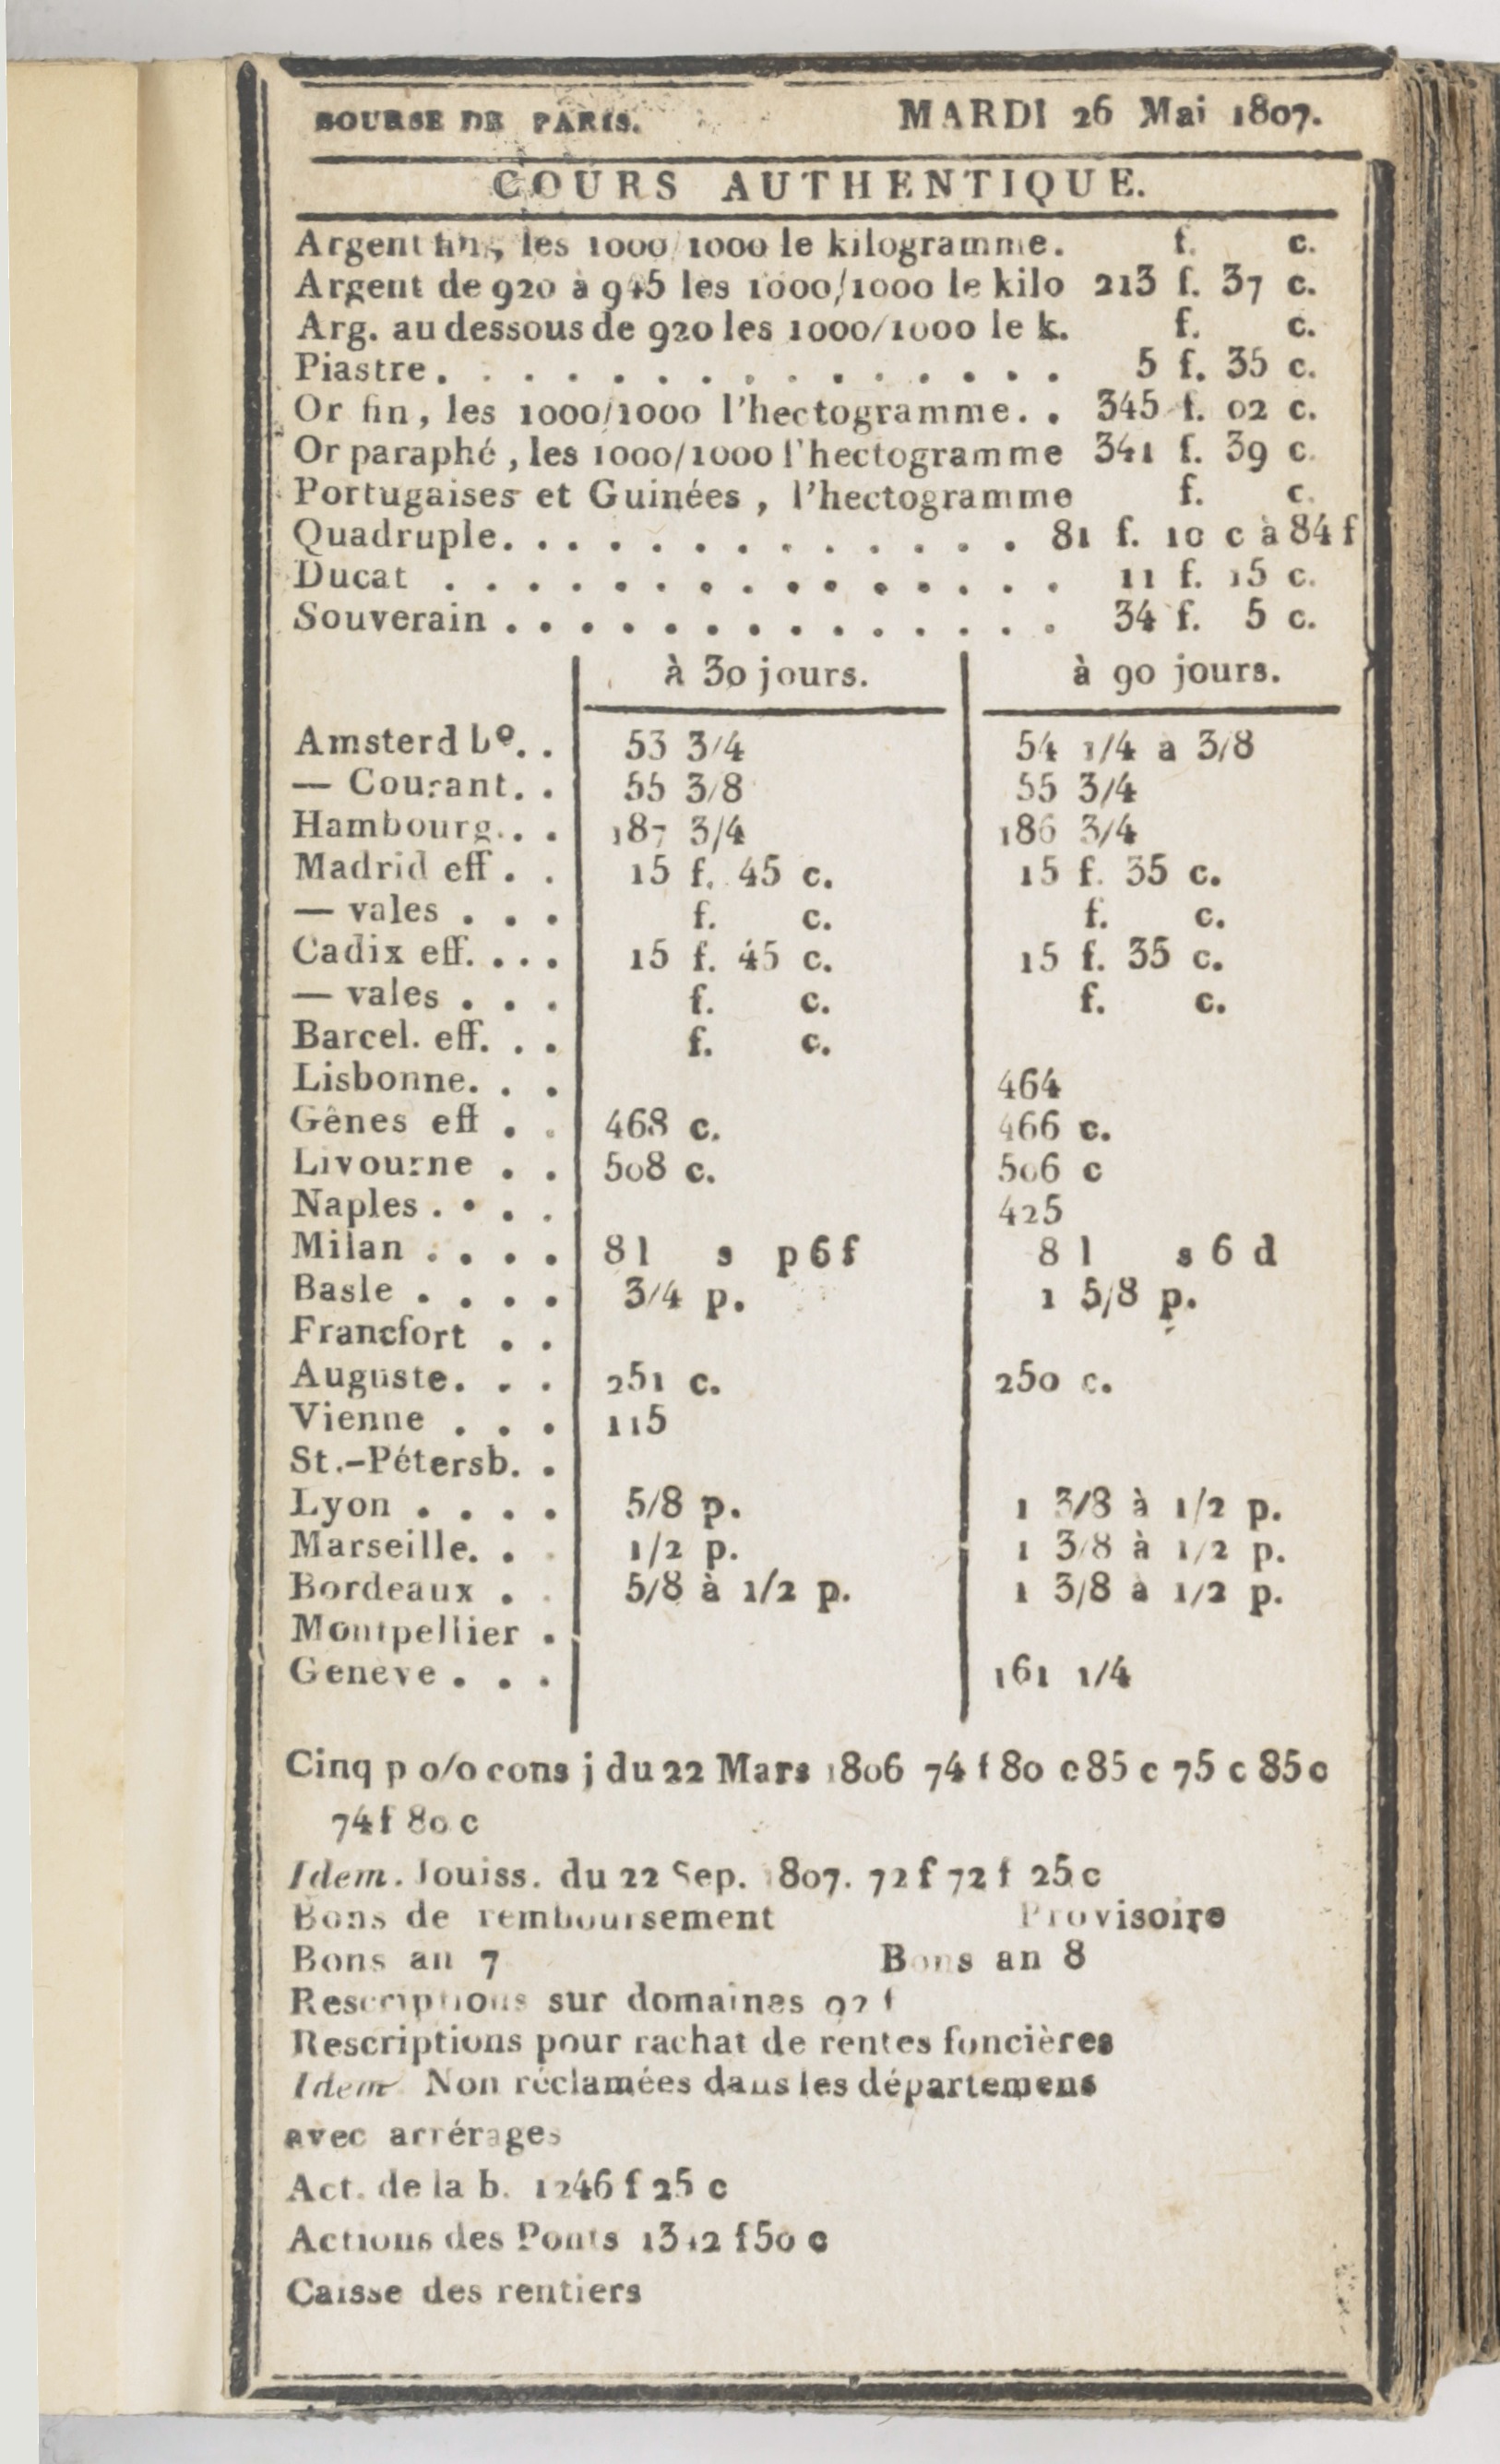 BOURSE DE PARIS. MARDI 26 Mai 1807.
COURS AUTHENTIQUE.
Argent fin, les 1000/1000 le kilogramme. f. c.
Argent de 920 à 945 les 1000/1000 le kilo 213 f. 37 c.
Arg. au dessous de 920 les 1000/1000 le k. f. c.
Piastre. . . . . . . . . . . . . . . . 5 f. 35 c.
Or fin, les 1000/1000 l'hectogramme. . 345 f. 02 c.
Or paraphé, les 1000/1000 l'hectogramme 341 f. 39 c.
Portugaises et Guinées, l'hectogramme f. c.
Quadruple. . . . . . . . . . . . . 81 f. 10 c à 84 f
Ducat . . . . . . . . . . . . . . . 11 f. 15 c.
Souverain . . . . . . . . . . . . . . 34 f. 5 c.
à 30 jours. à 90 jours.
Amsterd bº. . 53 3/4 54 1/4 à 3/8
— Courant. . 55 3/8 55 3/4
Hambourg. . . 187 3/4 186 3/4
Madrid eff . . 15 f. 45 c. 15 f. 35 c.
— vales . . . f. c. f. c.
Cadix eff. . . . 15 f. 45 c. 15 f. 35 c.
— vales . . . f. c. f. c.
Barcel. eff. . . f. c.
Lisbonne. . . 464
Gênes eff . . 468 c. 466 c.
Livourne . . 508 c. 506 c
Naples . . . . 425
Milan . . . . 8 l s p 6 f 8 l s 6 d
Basle . . . . 3/4 p. 1 5/8 p.
Francfort . .
Auguste. . . 251 c. 250 c.
Vienne . . . 115
St.-Pétersb. .
Lyon . . . . 5/8 p. 1 3/8 à 1/2 p.
Marseille. . . 1/2 p. 1 3/8 à 1/2 p.
Bordeaux . . 5/8 à 1/2 p. 1 3/8 à 1/2 p.
Montpellier .
Genève . . . 161 1/4
Cinq p o/o cons j du 22 Mars 1806 74 f 80 c 85 c 75 c 85 c
74 f 80 c
Idem. Jouiss. du 22 Sep. 1807. 72 f 72 f 25 c
Bons de remboursement Provisoire
Bons an 7 Bons an 8
Rescriptions sur domaines 92 f
Rescriptions pour rachat de rentes foncières
Idem Non réclamées dans les départemens
avec arrérages
Act. de la b. 1246 f 25 c
Actions des Ponts f 50 c
Caisse des rentiers